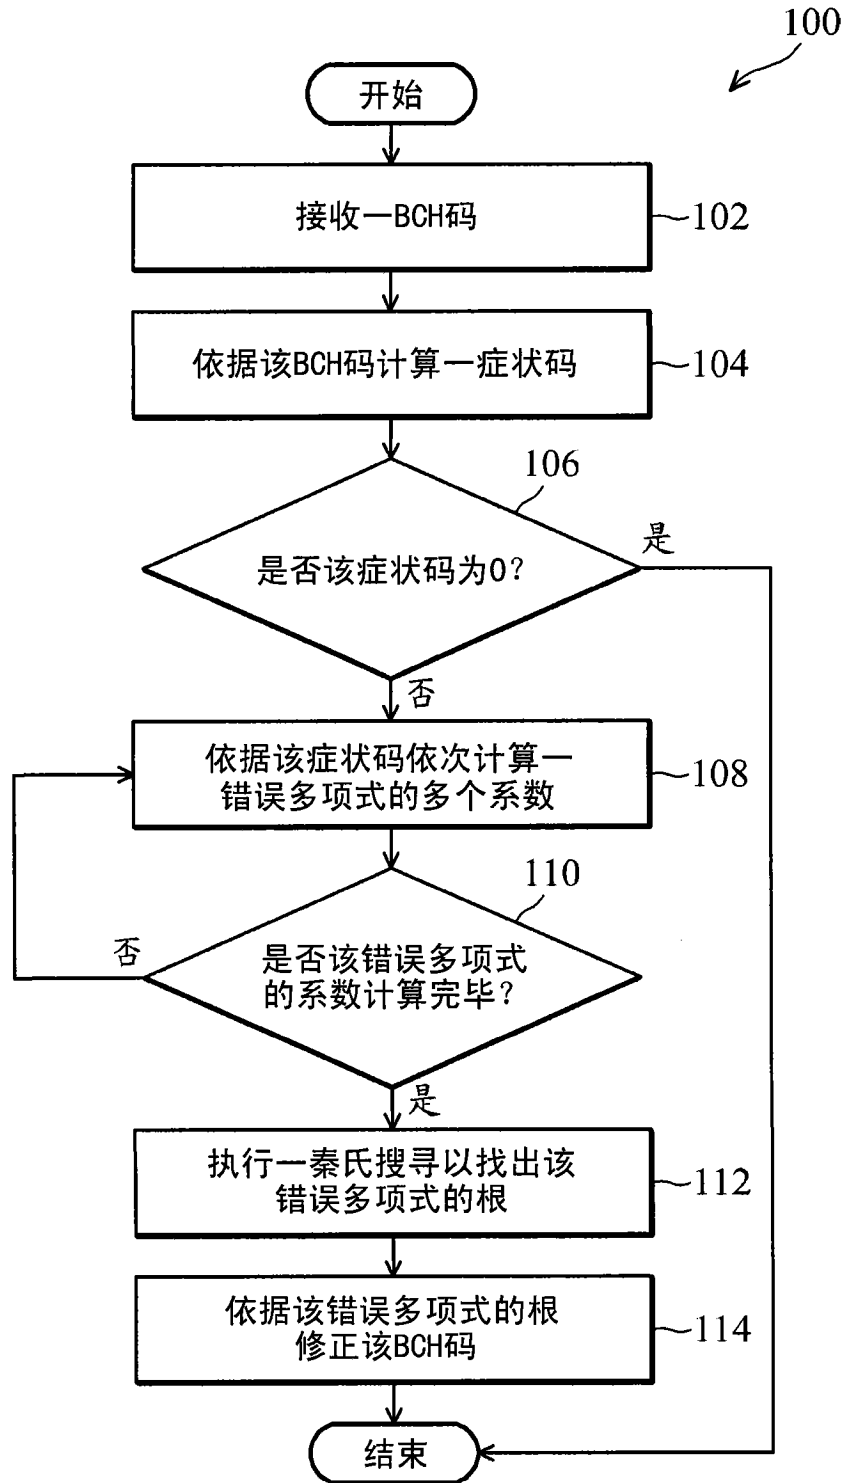 100
开始
接收一BCH码
102
依据该BCH码计算一症状码
104
106
是否该症状码为0？
是
否
依据该症状码依次计算一
错误多项式的多个系数
108
110
是否该错误多项式
的系数计算完毕？
否
是
执行一秦氏搜寻以找出该
错误多项式的根
112
依据该错误多项式的根
修正该BCH码
114
结束